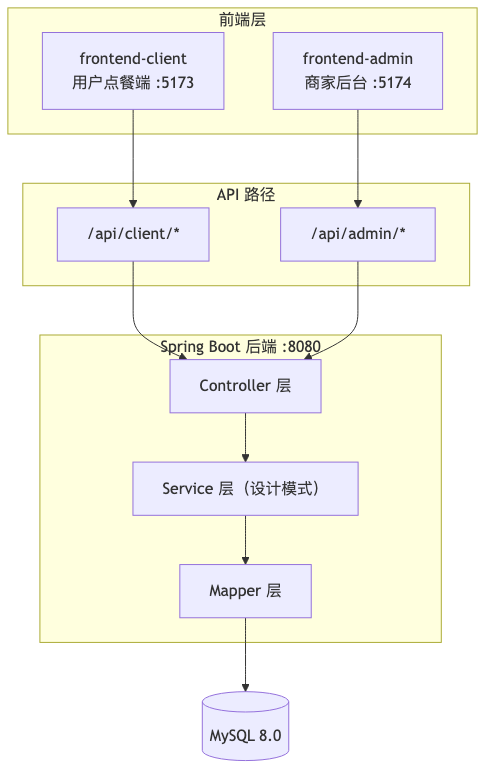 前端层
frontend-client
用户点餐端 :5173
frontend-admin
商家后台 :5174
API 路径
/api/client/*
/api/admin/*
Spring Boot 后端 :8080
Controller 层
Service 层（设计模式）
Mapper 层
MySQL 8.0